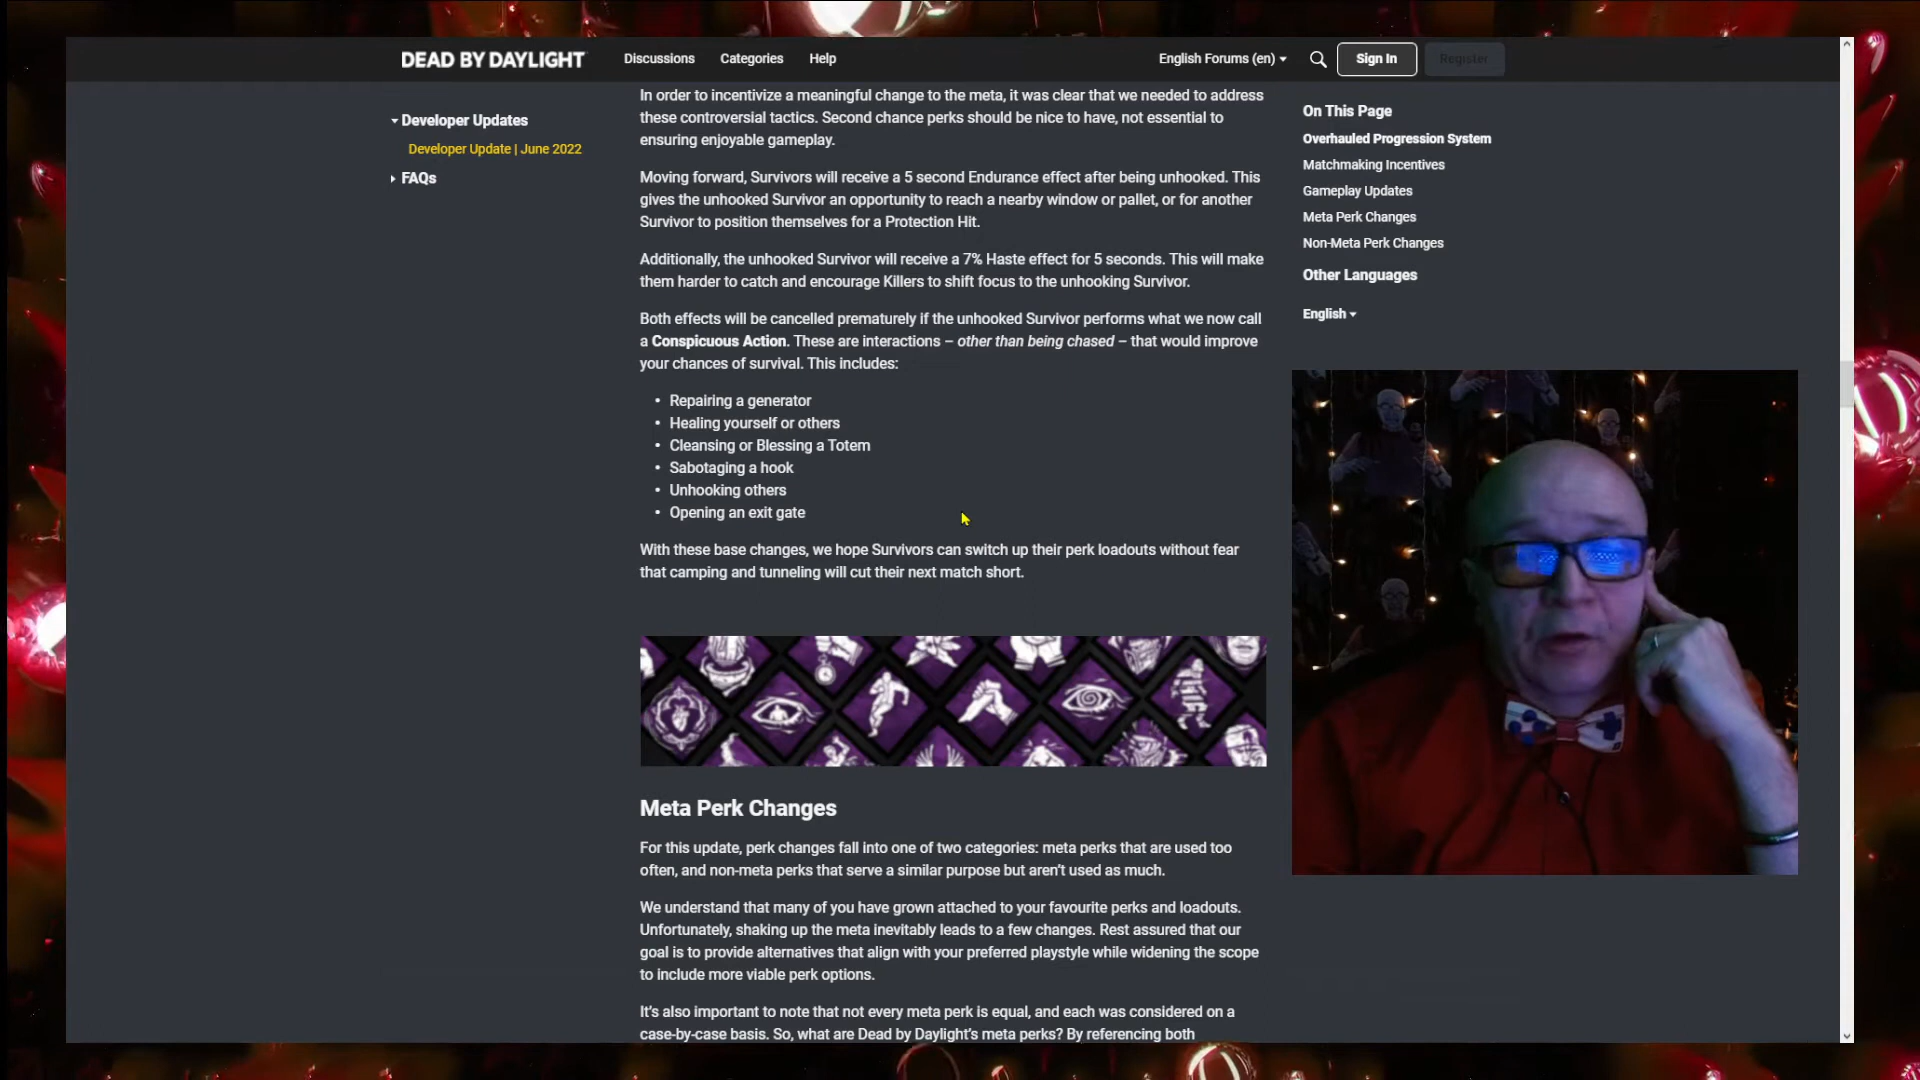 DEAD BY DAYLIGHT
Discussions
Categories
Help
English Forums (en)
Sign In
Register
Developer Updates
Developer Update | June 2022
FAQs
In order to incentivize a meaningful change to the meta, it was clear that we needed to address
these controversial tactics. Second chance perks should be nice to have, not essential to
ensuring enjoyable gameplay.
Moving forward, Survivors will receive a 5 second Endurance effect after being unhooked. This
gives the unhooked Survivor an opportunity to reach a nearby window or pallet, or for another
Survivor to position themselves for a Protection Hit.
Additionally, the unhooked Survivor will receive a 7% Haste effect for 5 seconds. This will make
them harder to catch and encourage Killers to shift focus to the unhooking Survivor.
Both effects will be cancelled prematurely if the unhooked Survivor performs what we now call
a Conspicuous Action. These are interactions – other than being chased – that would improve
your chances of survival. This includes:
• Repairing a generator
• Healing yourself or others
• Cleansing or Blessing a Totem
• Sabotaging a hook
• Unhooking others
• Opening an exit gate
With these base changes, we hope Survivors can switch up their perk loadouts without fear
that camping and tunneling will cut their next match short.
Meta Perk Changes
For this update, perk changes fall into one of two categories: meta perks that are used too
often, and non-meta perks that serve a similar purpose but aren't used as much.
We understand that many of you have grown attached to your favourite perks and loadouts.
Unfortunately, shaking up the meta inevitably leads to a few changes. Rest assured that our
goal is to provide alternatives that align with your preferred playstyle while widening the scope
to include more viable perk options.
It's also important to note that not every meta perk is equal, and each was considered on a
case-by-case basis. So, what are Dead by Daylight's meta perks? By referencing both
On This Page
Overhauled Progression System
Matchmaking Incentives
Gameplay Updates
Meta Perk Changes
Non-Meta Perk Changes
Other Languages
English